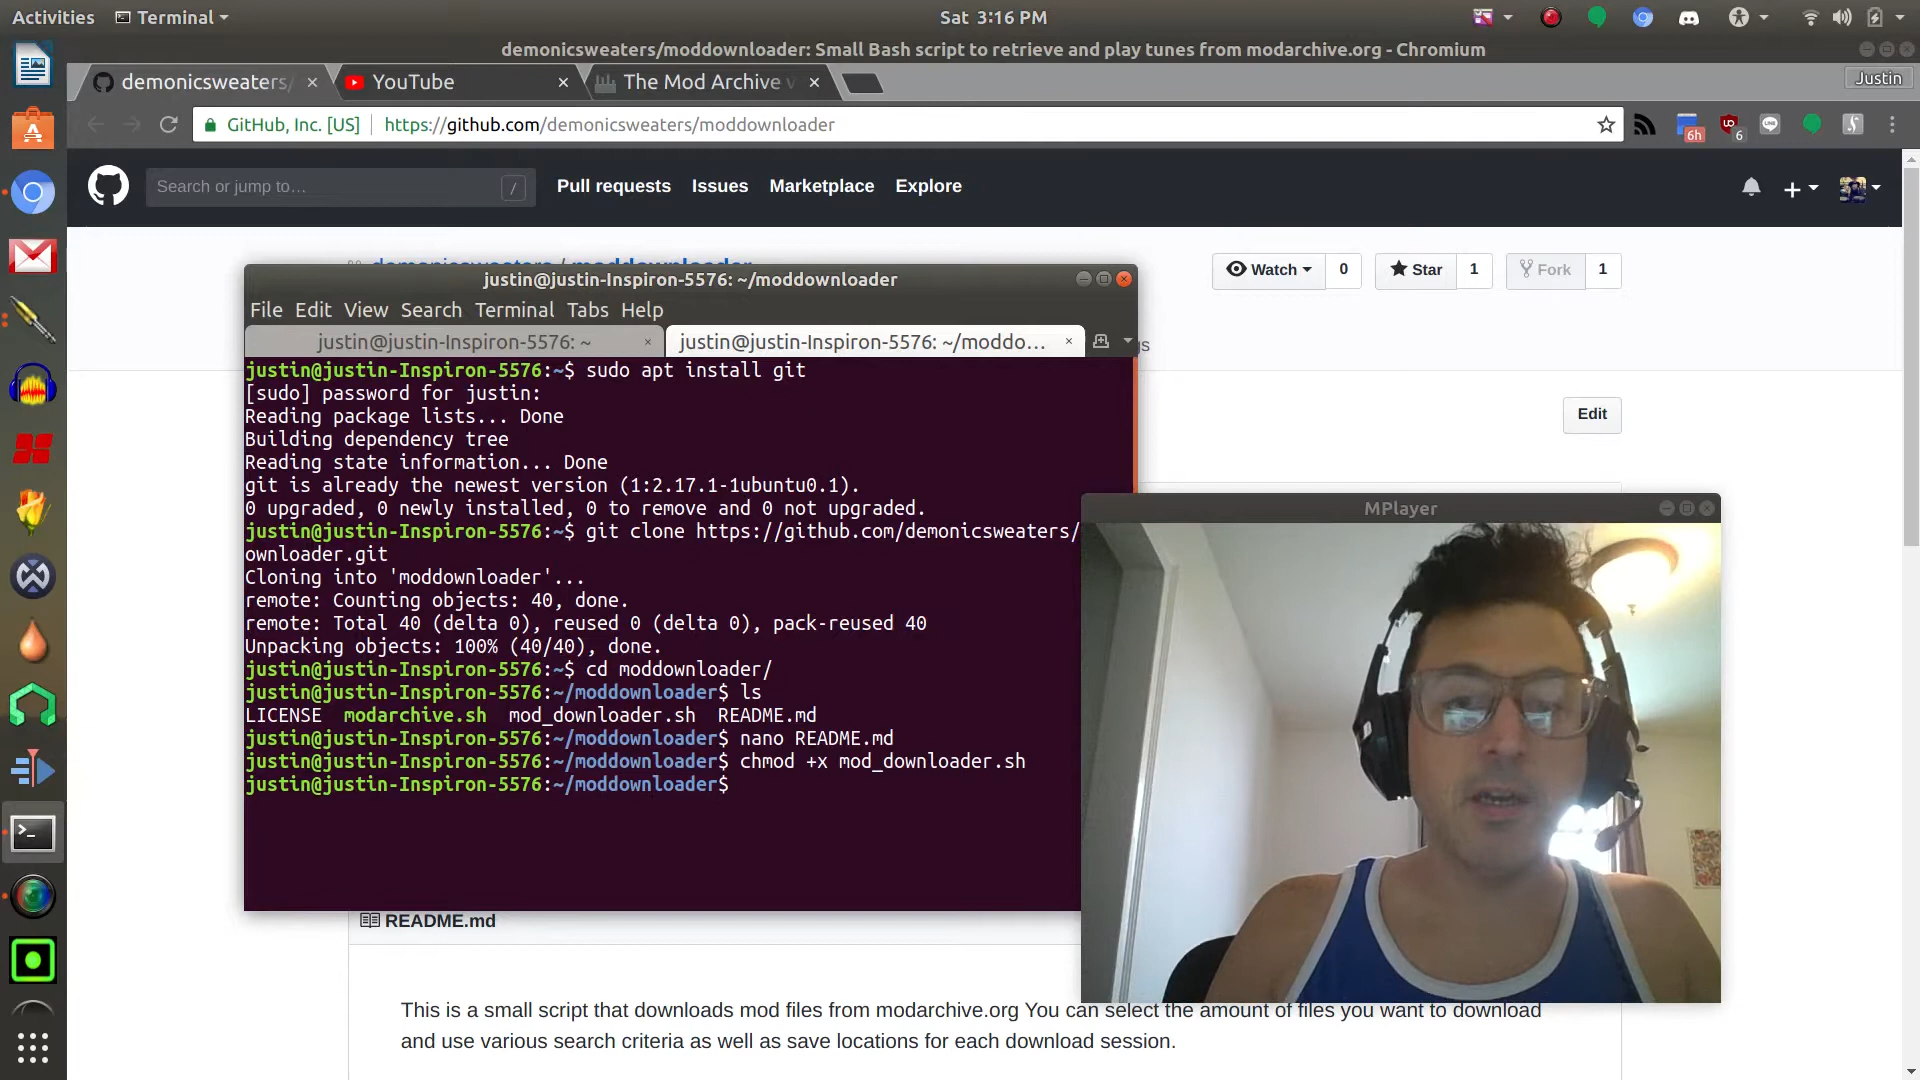 Activities Terminal Sat 3:16 PM
demonicsweaters/moddownloader: Small Bash script to retrieve and play tunes from modarchive.org - Chromium
demonicsweaters/ YouTube The Mod Archive v Justin
GitHub, Inc. [US] https://github.com/demonicsweaters/moddownloader 6h 6
Search or jump to… / Pull requests Issues Marketplace Explore
Watch 0 Star 1 Fork 1
justin@justin-Inspiron-5576: ~/moddownloader
File Edit View Search Terminal Tabs Help
justin@justin-Inspiron-5576: ~ justin@justin-Inspiron-5576: ~/moddo...
justin@justin-Inspiron-5576:~$ sudo apt install git
[sudo] password for justin:
Reading package lists... Done
Building dependency tree
Reading state information... Done
git is already the newest version (1:2.17.1-1ubuntu0.1).
0 upgraded, 0 newly installed, 0 to remove and 0 not upgraded.
justin@justin-Inspiron-5576:~$ git clone https://github.com/demonicsweaters/
ownloader.git
Cloning into 'moddownloader'...
remote: Counting objects: 40, done.
remote: Total 40 (delta 0), reused 0 (delta 0), pack-reused 40
Unpacking objects: 100% (40/40), done.
justin@justin-Inspiron-5576:~$ cd moddownloader/
justin@justin-Inspiron-5576:~/moddownloader$ ls
LICENSE modarchive.sh mod_downloader.sh README.md
justin@justin-Inspiron-5576:~/moddownloader$ nano README.md
justin@justin-Inspiron-5576:~/moddownloader$ chmod +x mod_downloader.sh
justin@justin-Inspiron-5576:~/moddownloader$
Edit
MPlayer
README.md
This is a small script that downloads mod files from modarchive.org You can select the amount of files you want to download
and use various search criteria as well as save locations for each download session.